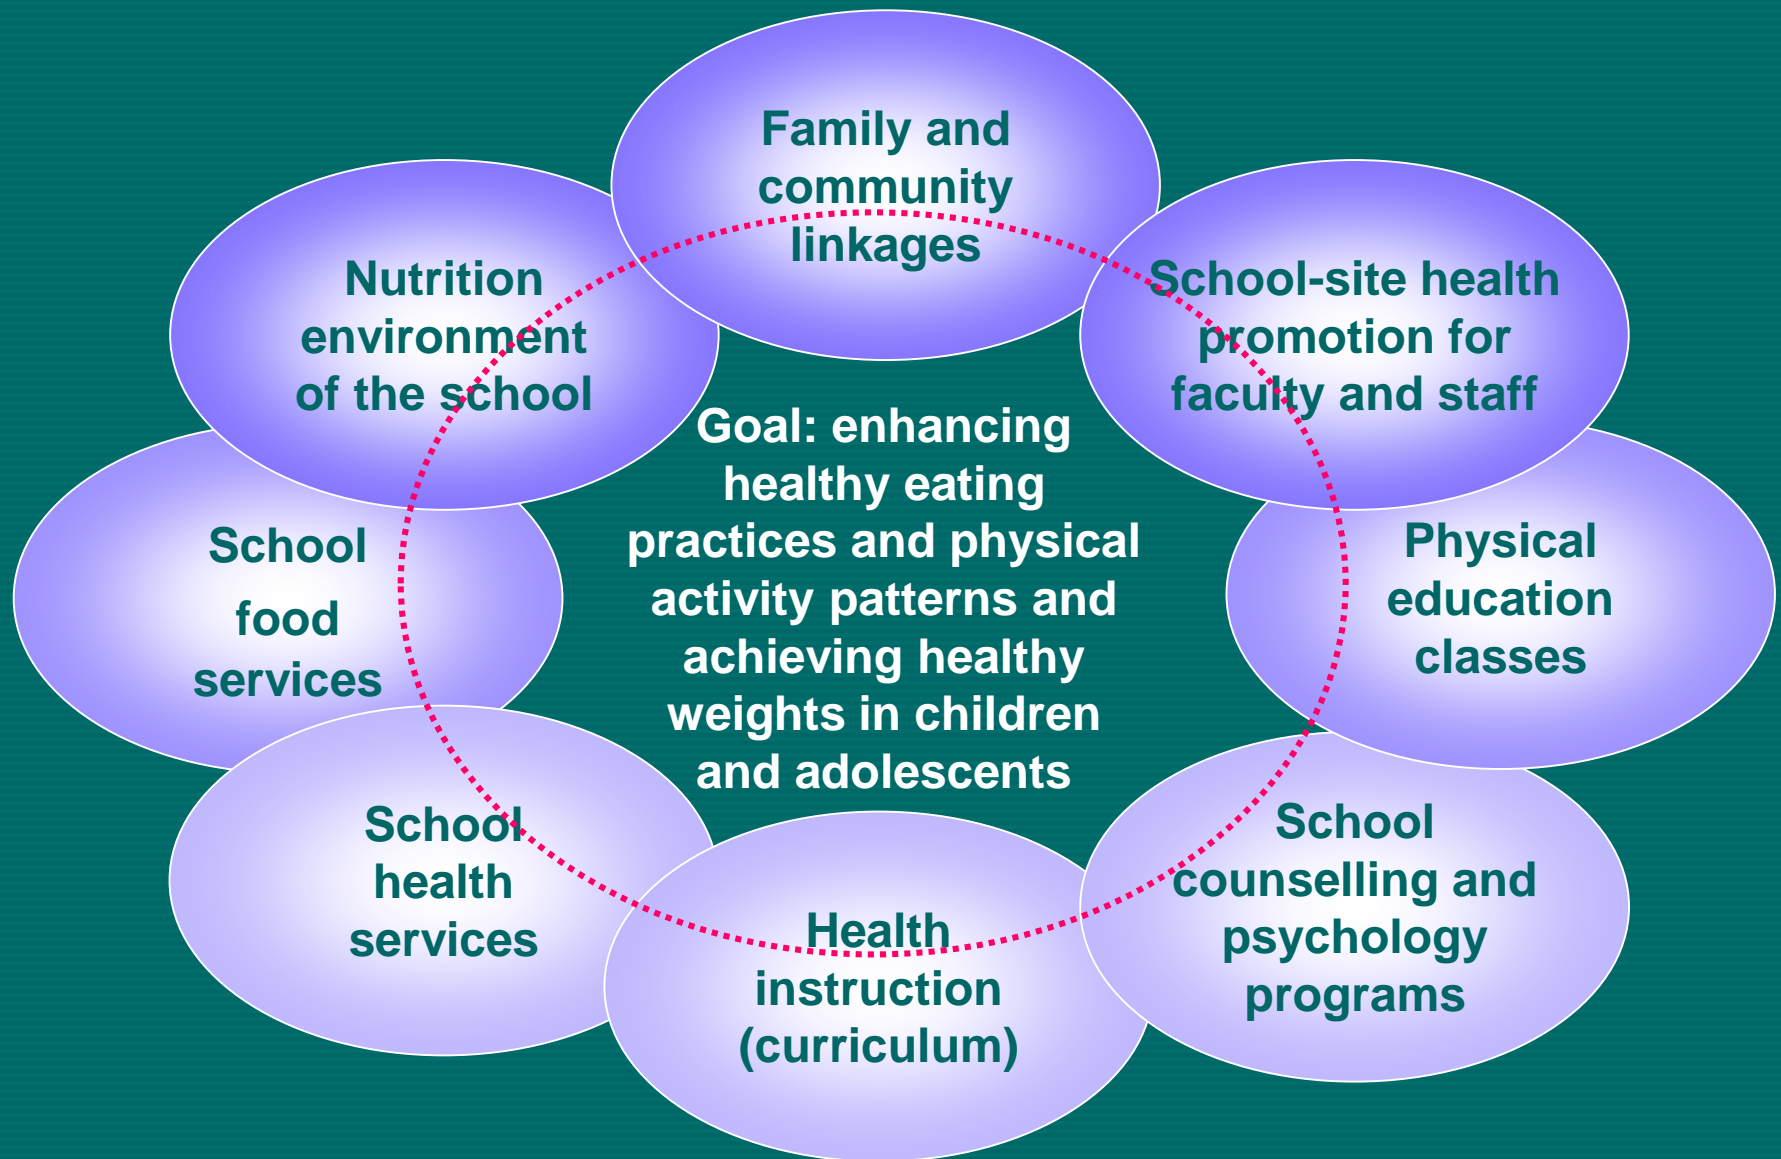 Family and
community
linkages
Nutrition
environment
of the school
School-site health
promotion for
faculty and staff
Goal: enhancing
healthy eating
practices and physical
activity patterns and
achieving healthy
weights in children
and adolescents
School
food
services
Physical
education
classes
School
health
services
School
counselling and
psychology
programs
Health
instruction
(curriculum)